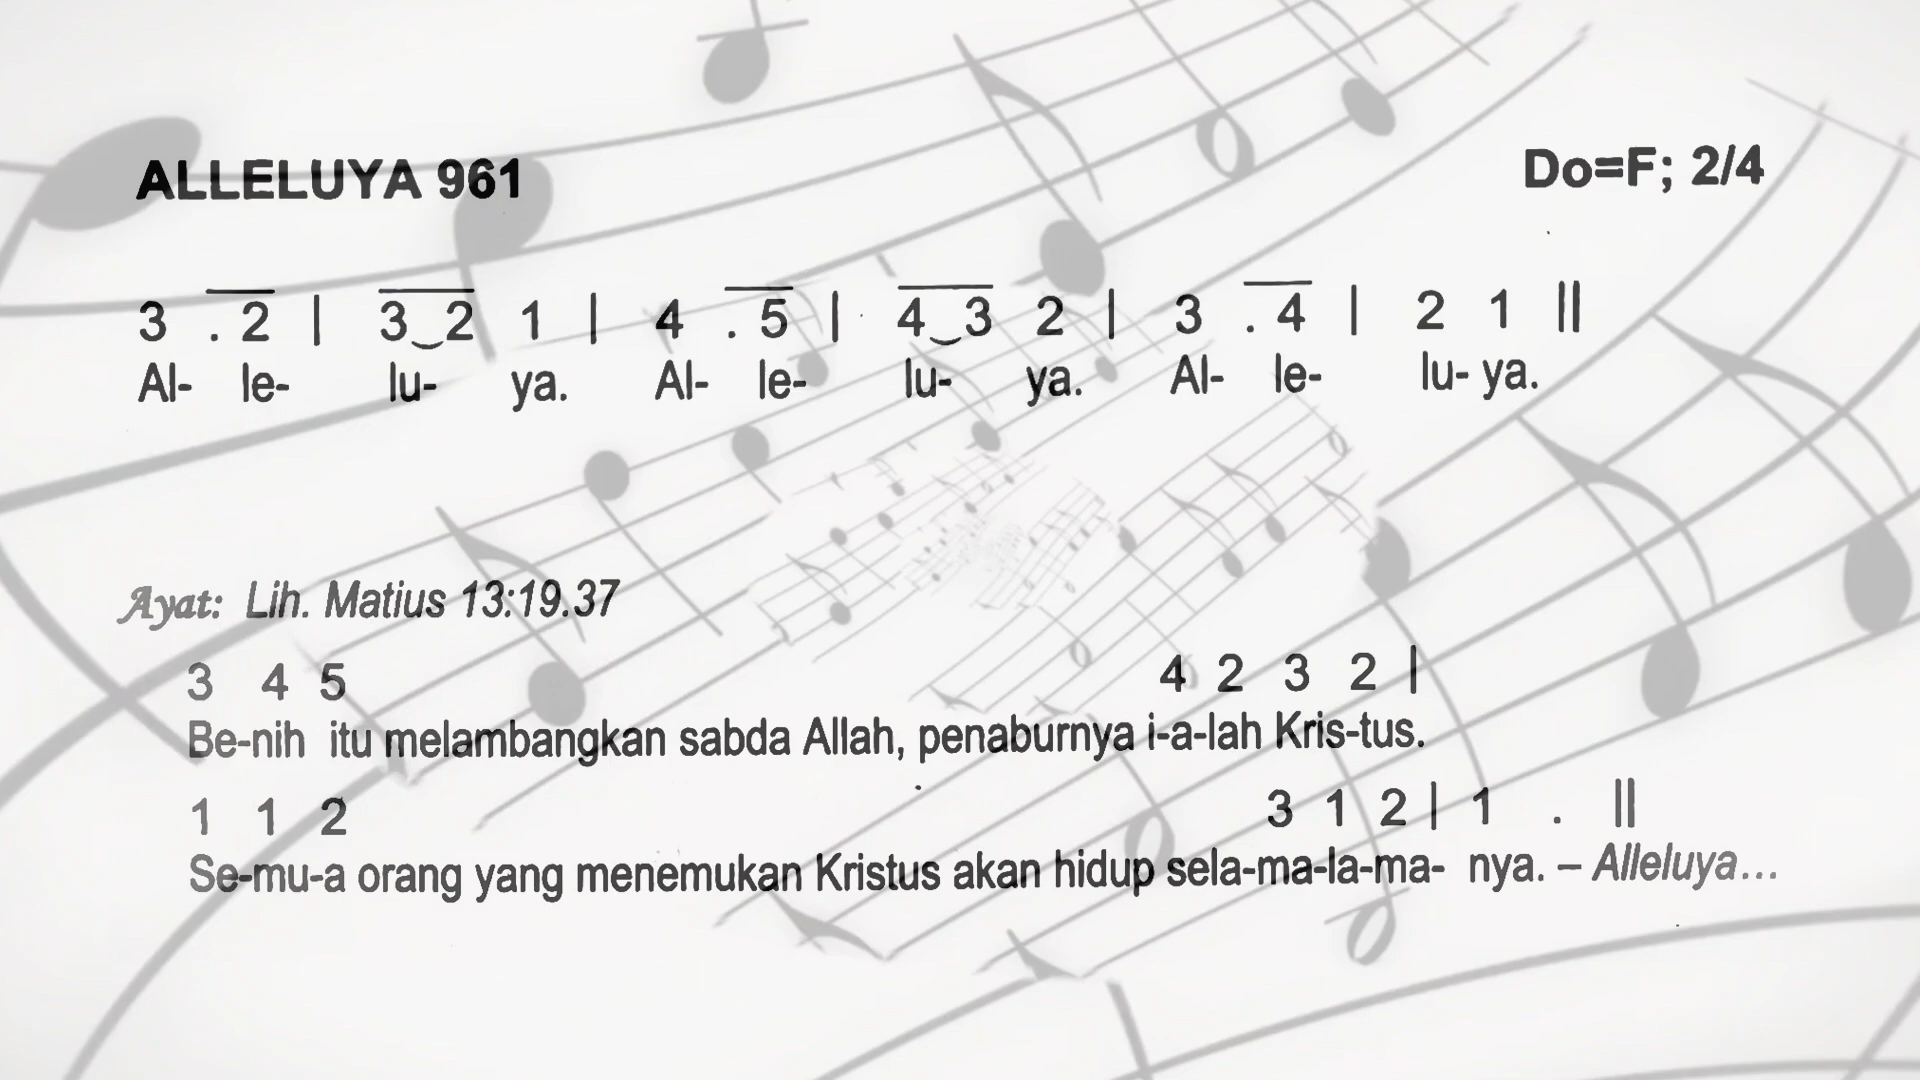 ALLELUYA 961 Do=F; 2/4
3 . 2 | 3 2 1 | 4 . 5 | 4 3 2 | 3 . 4 | 2 1 ||
Al- le- lu- ya. Al- le- lu- ya. Al- le- lu- ya.
Ayat: Lih. Matius 13:19.37
3 4 5 4 2 3 2 |
Be-nih itu melambangkan sabda Allah, penaburnya i-a-lah Kris-tus.
1 1 2 3 1 2 | 1 . ||
Se-mu-a orang yang menemukan Kristus akan hidup sela-ma-la-ma- nya. – Alleluya...